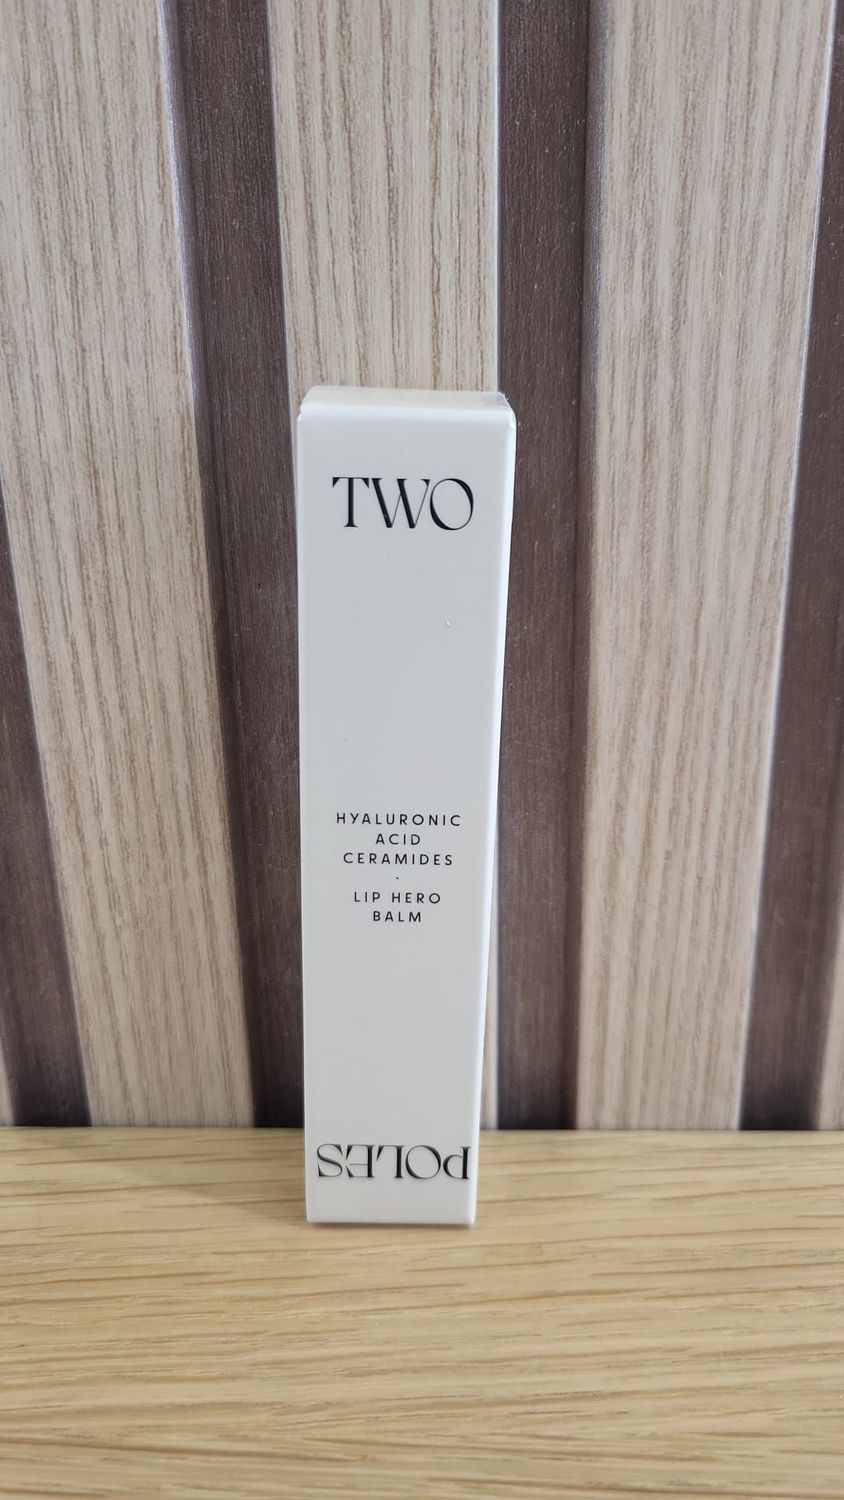 TWO
HYALURONIC
ACID
CERAMIDES
·
LIP HERO
BALM
POLES